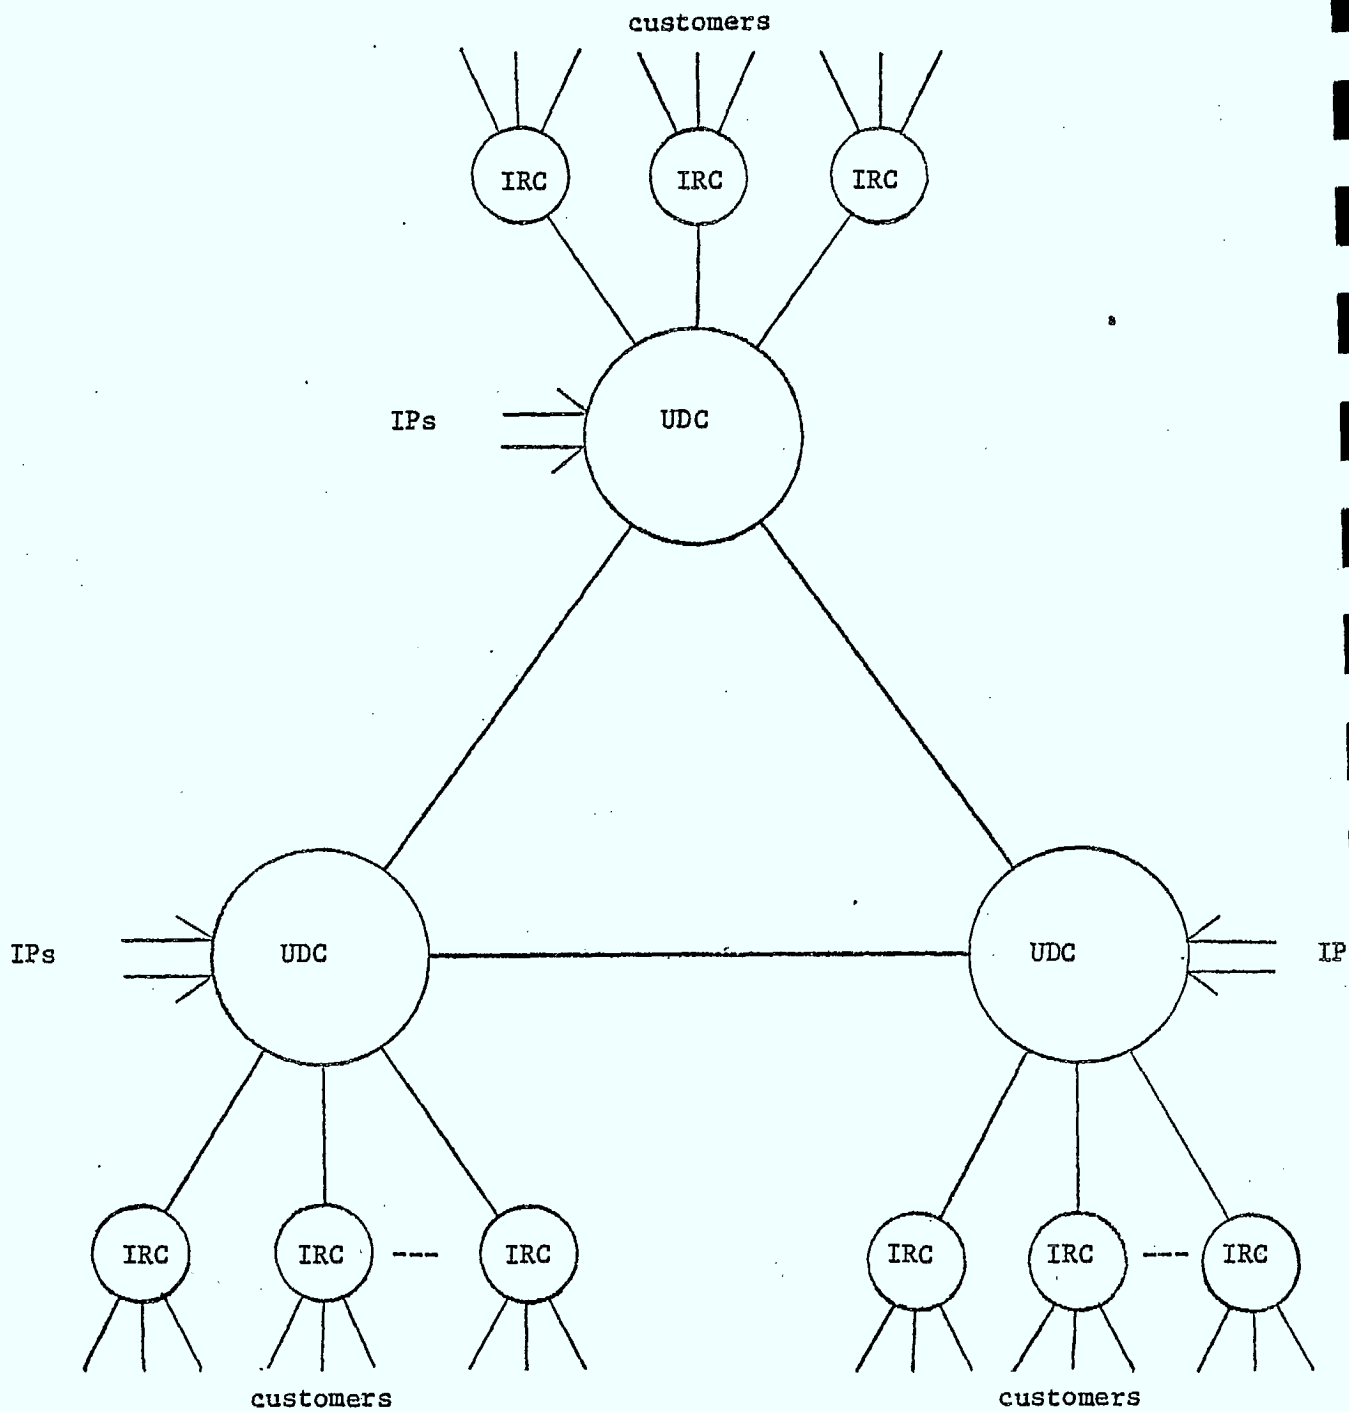 customers
IRC IRC IRC
IPs UDC
IPs UDC UDC IP
IRC IRC --- IRC IRC IRC --- IRC
customers customers